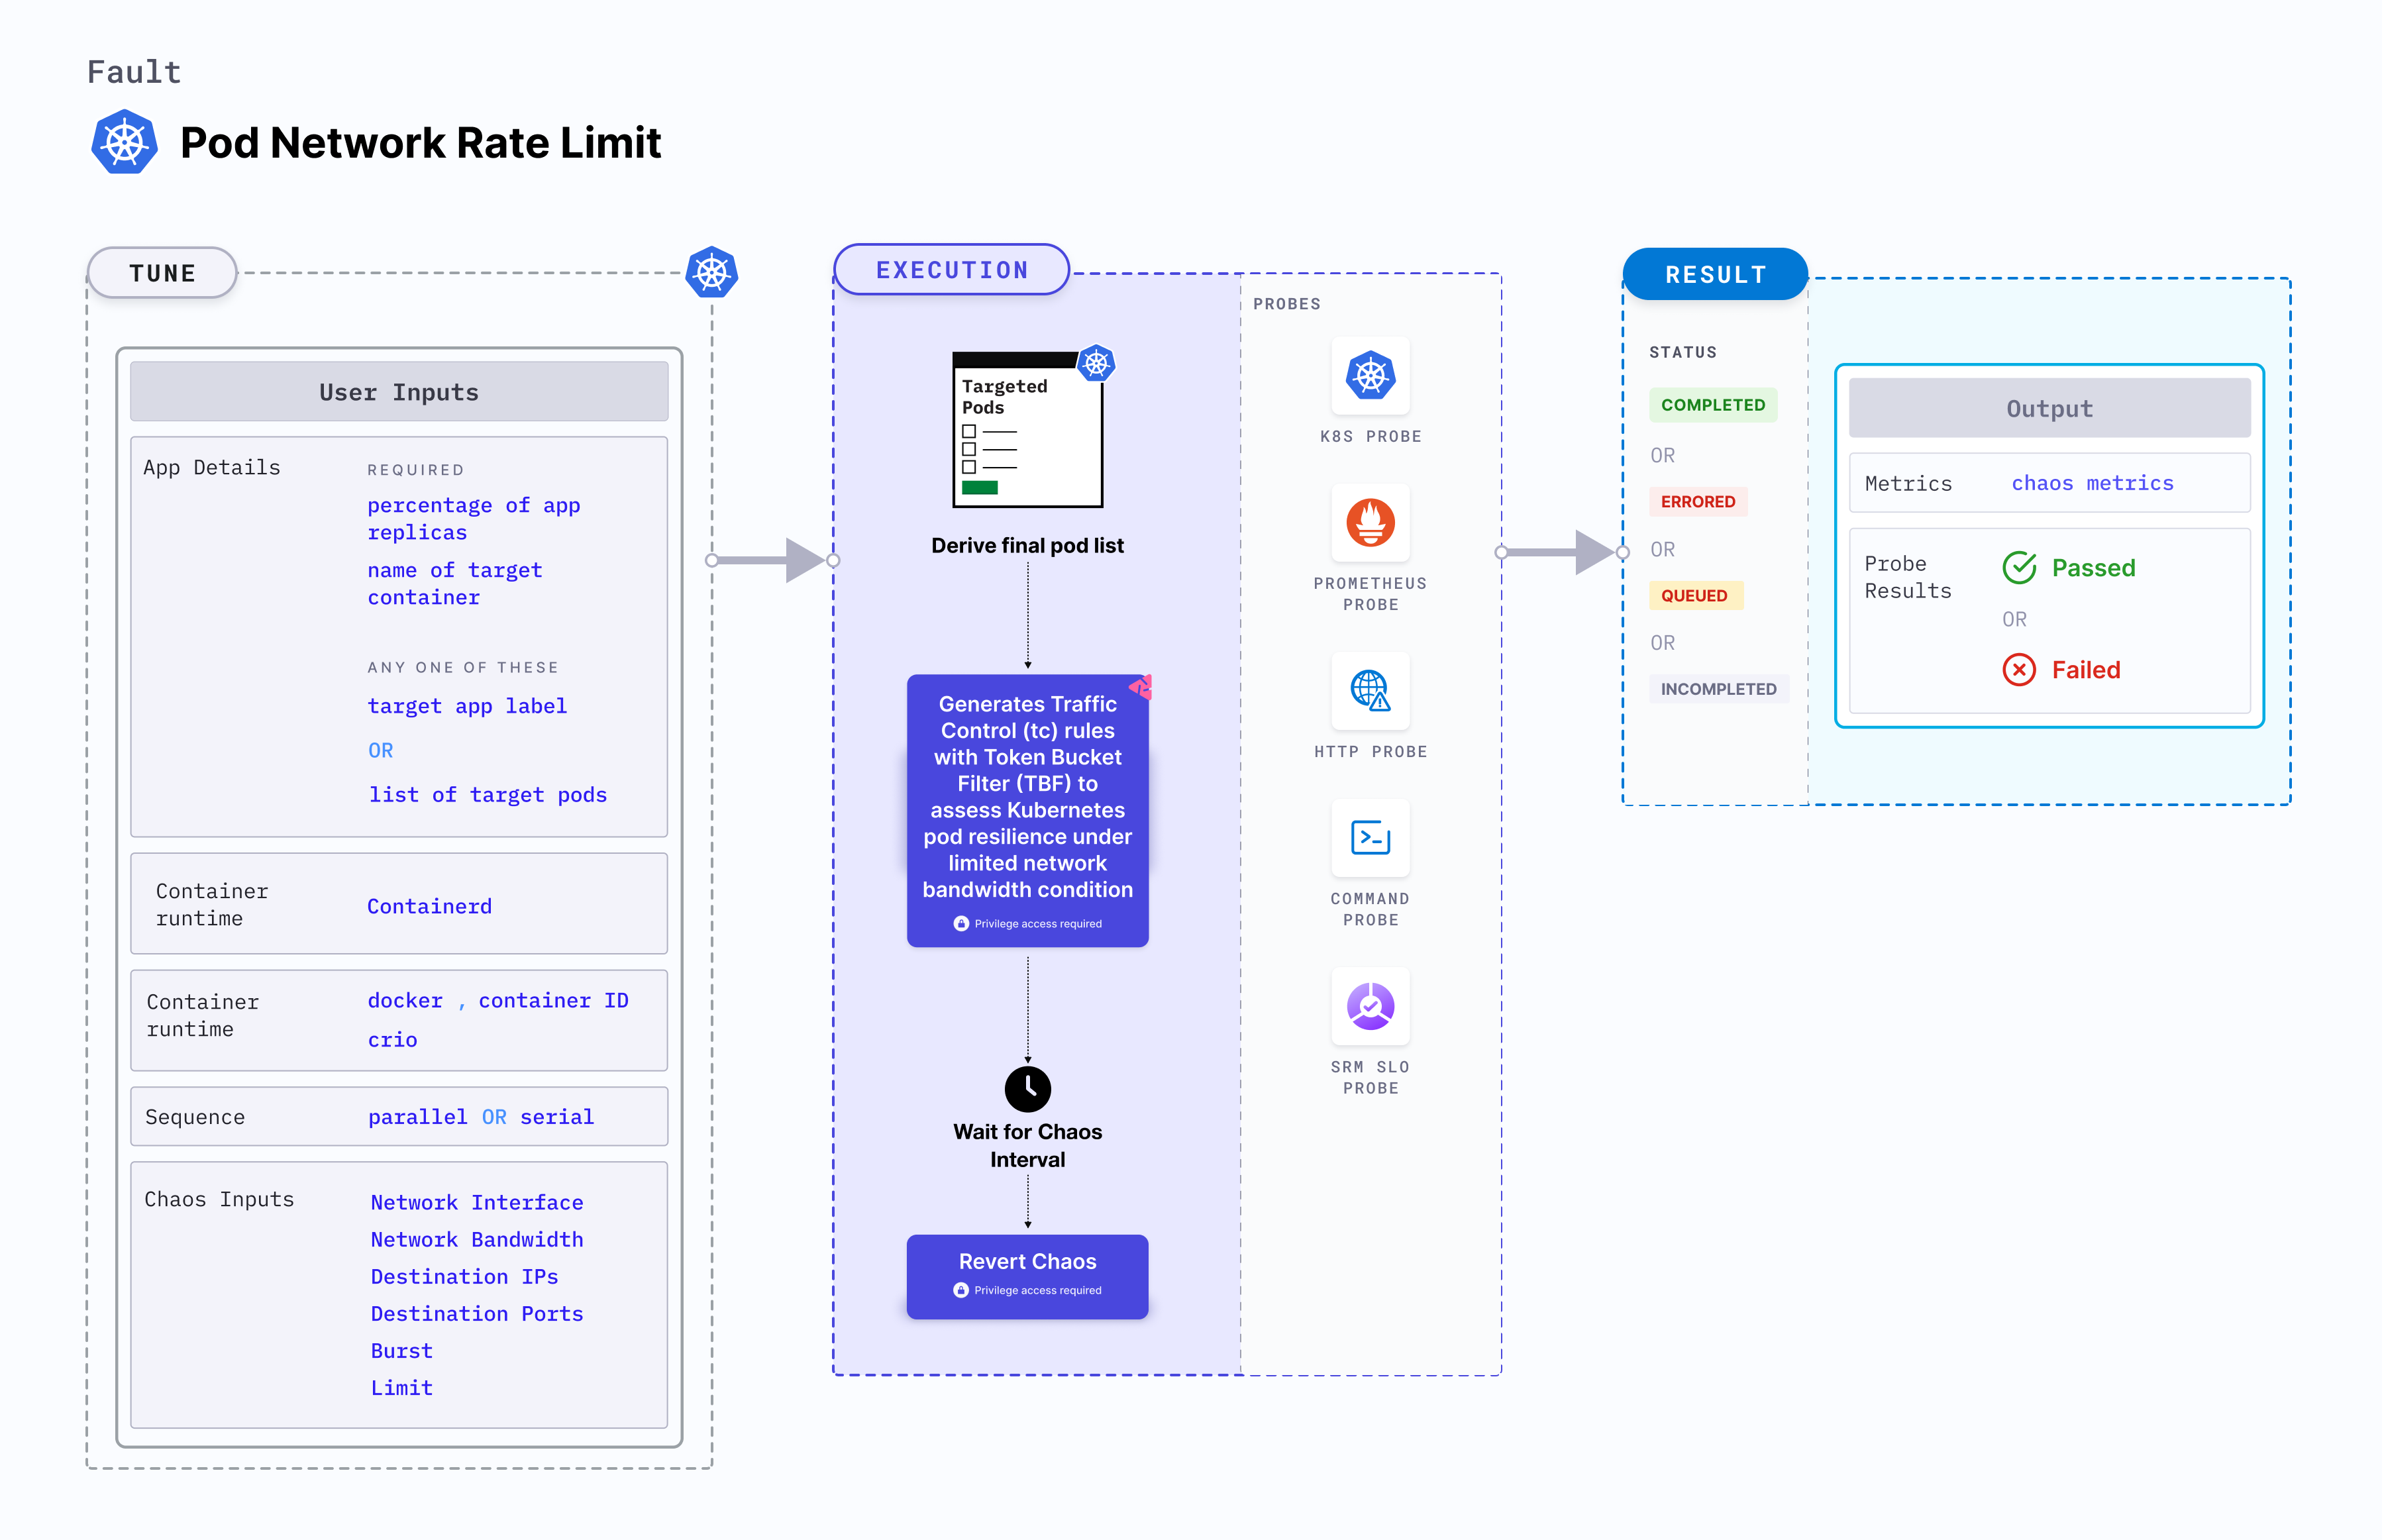 Fault
Pod Network Rate Limit
TUNE
User Inputs
App Details
REQUIRED
percentage of app
replicas
name of target
container
ANY ONE OF THESE
target app label
OR
list of target pods
Container
runtime
Containerd
Container
runtime
docker , container ID
crio
Sequence
parallel OR serial
Chaos Inputs
Network Interface
Network Bandwidth
Destination IPs
Destination Ports
Burst
Limit
EXECUTION
Targeted
Pods
Derive final pod list
Generates Traffic
Control (tc) rules
with Token Bucket
Filter (TBF) to
assess Kubernetes
pod resilience under
limited network
bandwidth condition
Privilege access required
Wait for Chaos
Interval
Revert Chaos
Privilege access required
PROBES
K8S PROBE
PROMETHEUS
PROBE
HTTP PROBE
COMMAND
PROBE
SRM SLO
PROBE
RESULT
STATUS
COMPLETED
OR
ERRORED
OR
QUEUED
OR
INCOMPLETED
Output
Metrics
chaos metrics
Probe
Results
Passed
OR
Failed